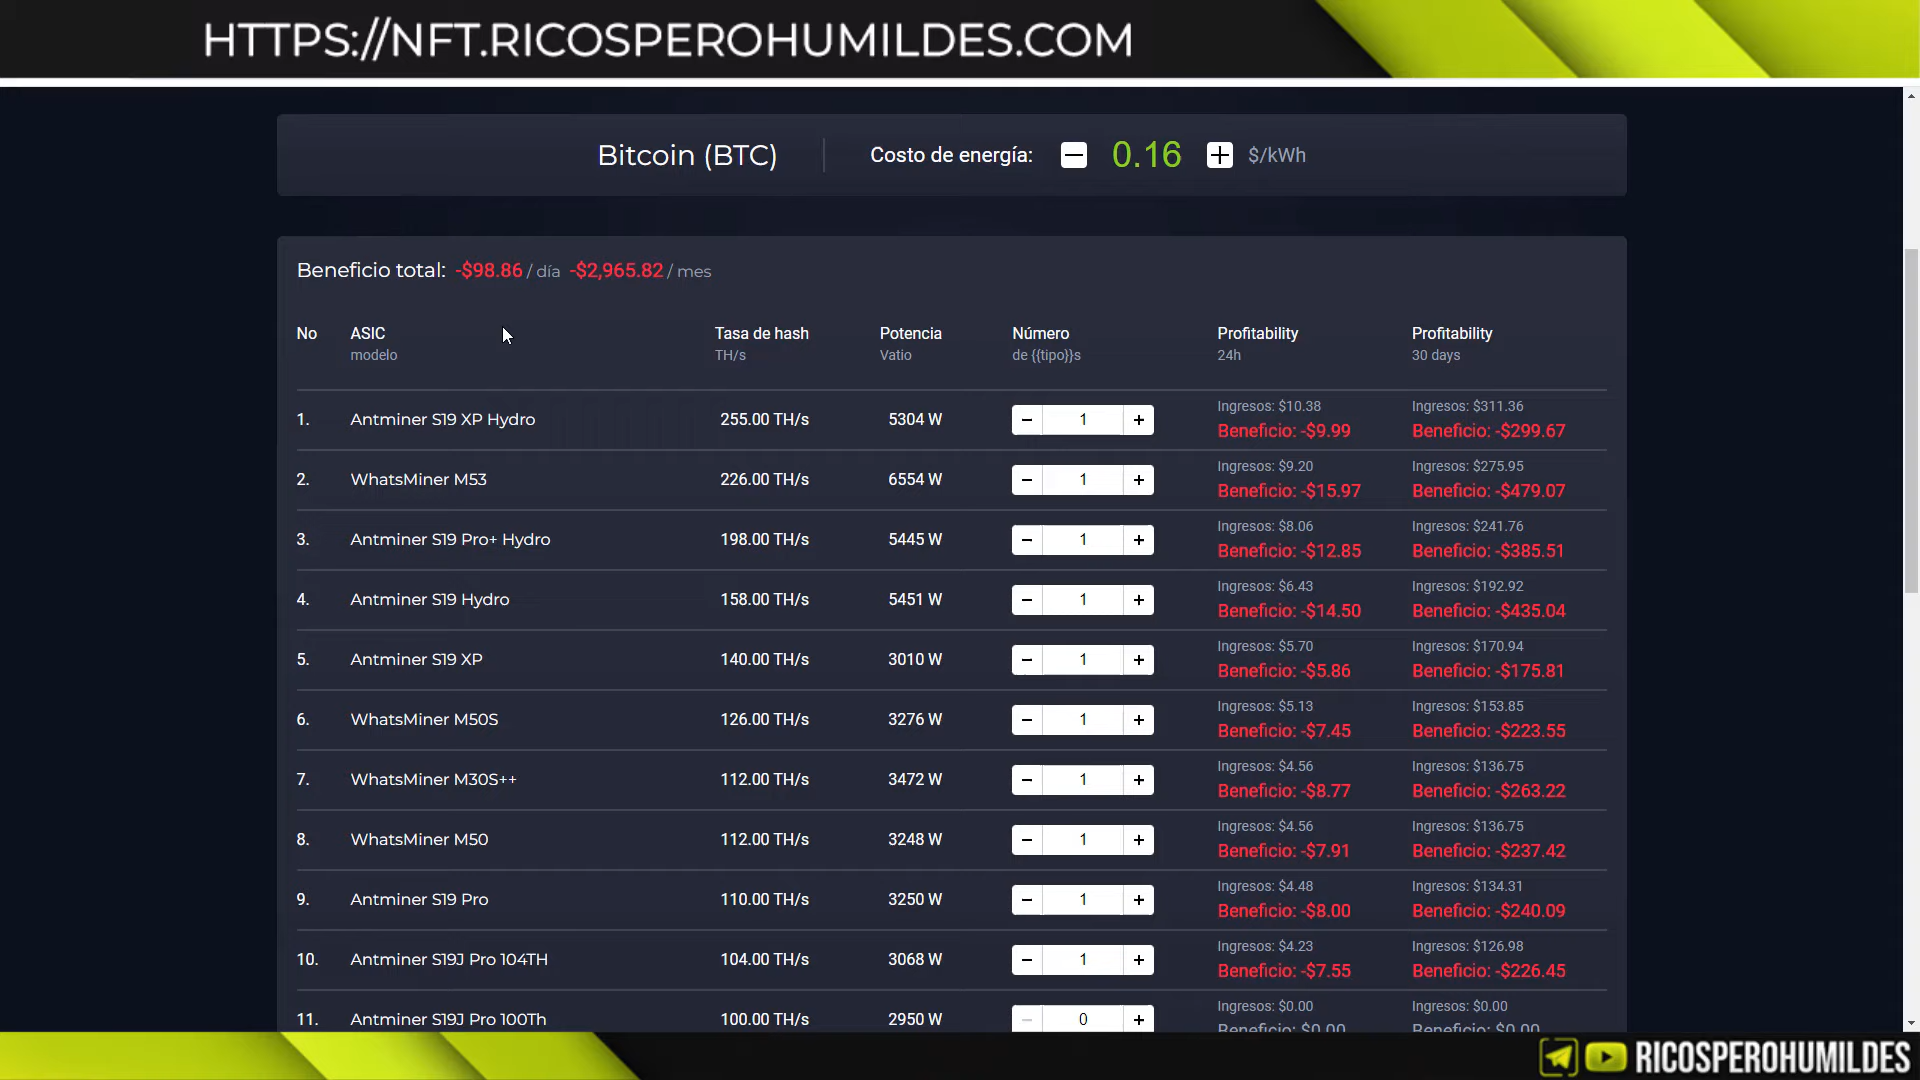 HTTPS://NFT.RICOSPEROHUMILDES.COM
Bitcoin (BTC) Costo de energía: − 0.16 + $/kWh
Beneficio total: -$98.86 / día -$2,965.82 / mes
No ASIC Tasa de hash Potencia Número Profitability Profitability
modelo TH/s Vatio de {{tipo}}s 24h 30 days
Ingresos: $10.38 Ingresos: $311.36
1. Antminer S19 XP Hydro 255.00 TH/s 5304 W − 1 +
Beneficio: -$9.99 Beneficio: -$299.67
Ingresos: $9.20 Ingresos: $275.95
2. WhatsMiner M53 226.00 TH/s 6554 W − 1 +
Beneficio: -$15.97 Beneficio: -$479.07
Ingresos: $8.06 Ingresos: $241.76
3. Antminer S19 Pro+ Hydro 198.00 TH/s 5445 W − 1 +
Beneficio: -$12.85 Beneficio: -$385.51
Ingresos: $6.43 Ingresos: $192.92
4. Antminer S19 Hydro 158.00 TH/s 5451 W − 1 +
Beneficio: -$14.50 Beneficio: -$435.04
Ingresos: $5.70 Ingresos: $170.94
5. Antminer S19 XP 140.00 TH/s 3010 W − 1 +
Beneficio: -$5.86 Beneficio: -$175.81
Ingresos: $5.13 Ingresos: $153.85
6. WhatsMiner M50S 126.00 TH/s 3276 W − 1 +
Beneficio: -$7.45 Beneficio: -$223.55
Ingresos: $4.56 Ingresos: $136.75
7. WhatsMiner M30S++ 112.00 TH/s 3472 W − 1 +
Beneficio: -$8.77 Beneficio: -$263.22
Ingresos: $4.56 Ingresos: $136.75
8. WhatsMiner M50 112.00 TH/s 3248 W − 1 +
Beneficio: -$7.91 Beneficio: -$237.42
Ingresos: $4.48 Ingresos: $134.31
9. Antminer S19 Pro 110.00 TH/s 3250 W − 1 +
Beneficio: -$8.00 Beneficio: -$240.09
Ingresos: $4.23 Ingresos: $126.98
10. Antminer S19J Pro 104TH 104.00 TH/s 3068 W − 1 +
Beneficio: -$7.55 Beneficio: -$226.45
Ingresos: $0.00 Ingresos: $0.00
11. Antminer S19J Pro 100Th 100.00 TH/s 2950 W − 0 +
Beneficio: $0.00 Beneficio: $0.00
RICOSPEROHUMILDES